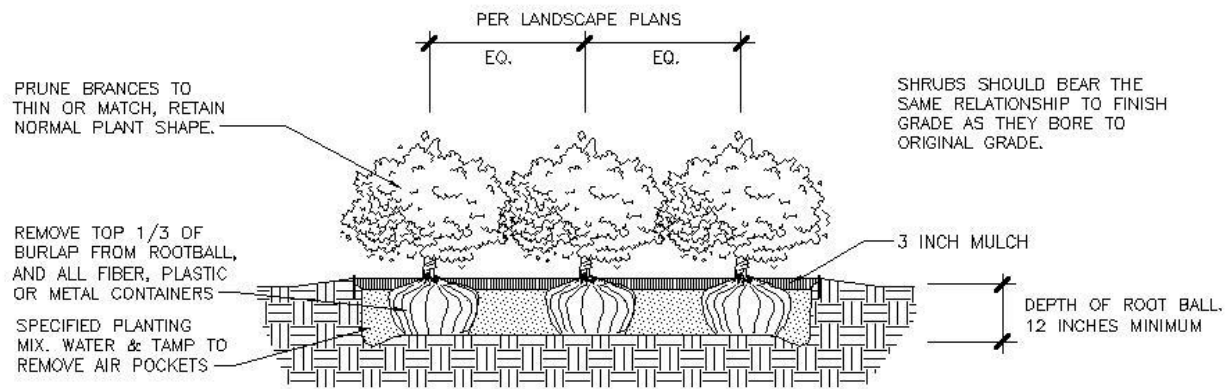 PER LANDSCAPE PLANS
EQ.
EQ.
PRUNE BRANCES TO
THIN OR MATCH, RETAIN
NORMAL PLANT SHAPE.
SHRUBS SHOULD BEAR THE
SAME RELATIONSHIP TO FINISH
GRADE AS THEY BORE TO
ORIGINAL GRADE.
REMOVE TOP 1/3 OF
BURLAP FROM ROOTBALL,
AND ALL FIBER, PLASTIC
OR METAL CONTAINERS
3 INCH MULCH
SPECIFIED PLANTING
MIX. WATER & TAMP TO
REMOVE AIR POCKETS
DEPTH OF ROOT BALL.
12 INCHES MINIMUM